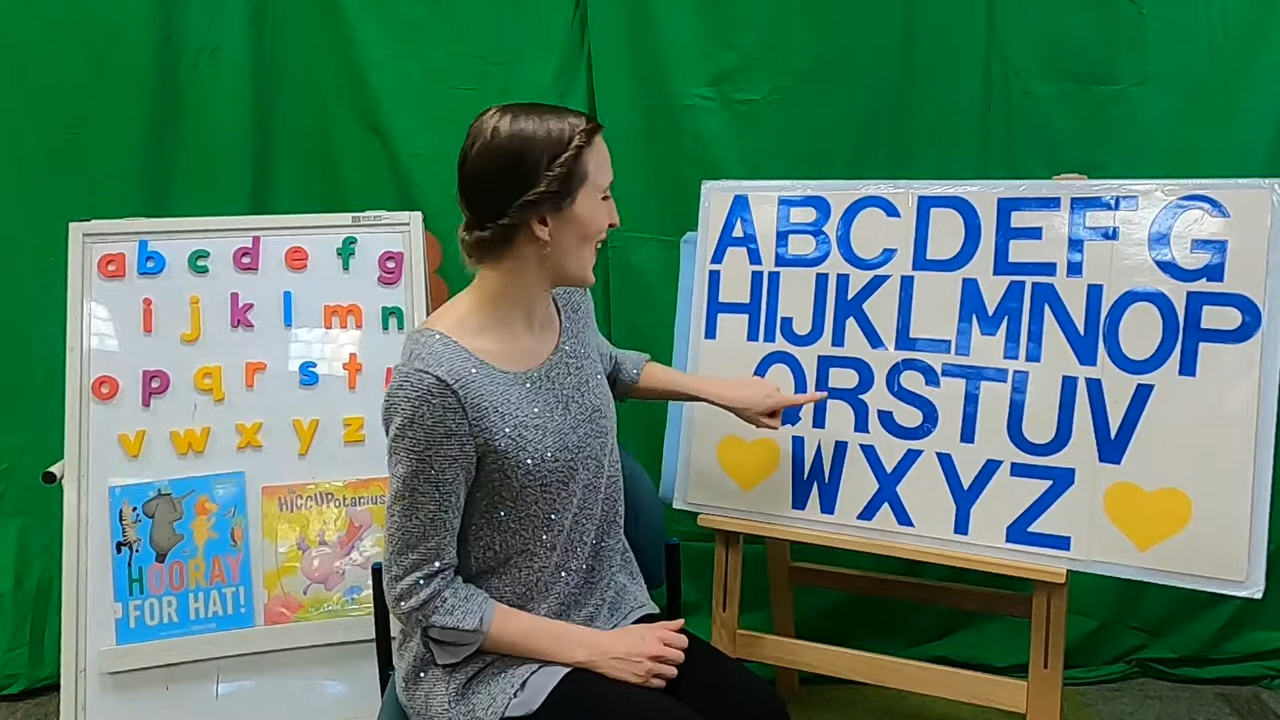 a b c d e f g
i j k l m n
o p q r s t
v w x y z
HOORAY
FOR HAT!
HICCUPotamus
ABCDEFG
HIJKLMNOP
QRSTUV
WXYZ